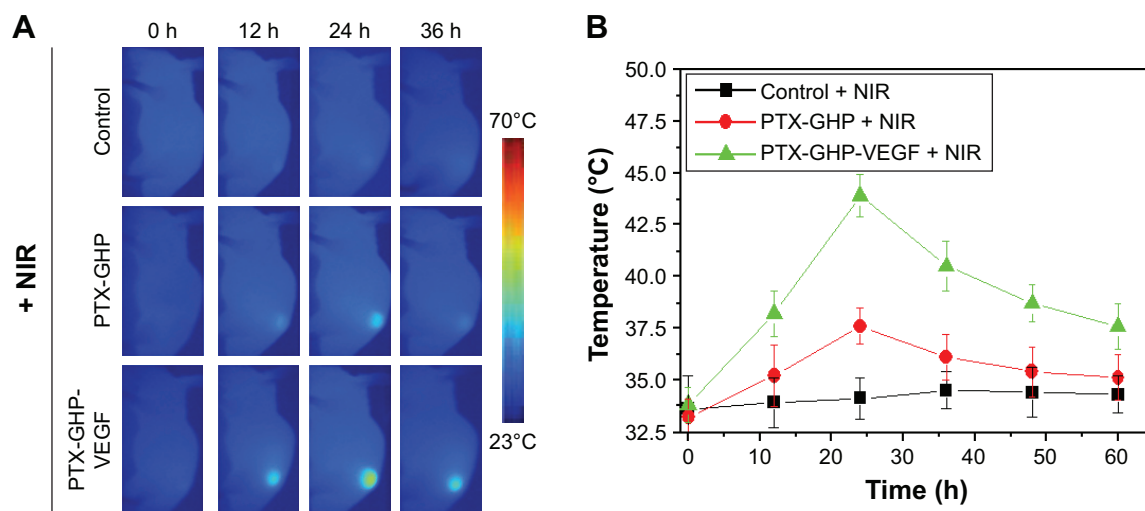 A
0 h 12 h 24 h 36 h
+ NIR
Control
PTX-GHP
PTX-GHP-
VEGF
70°C
23°C
B
50.0
47.5
45.0
42.5
40.0
37.5
35.0
32.5
Temperature (°C)
Control + NIR
PTX-GHP + NIR
PTX-GHP-VEGF + NIR
0 10 20 30 40 50 60
Time (h)